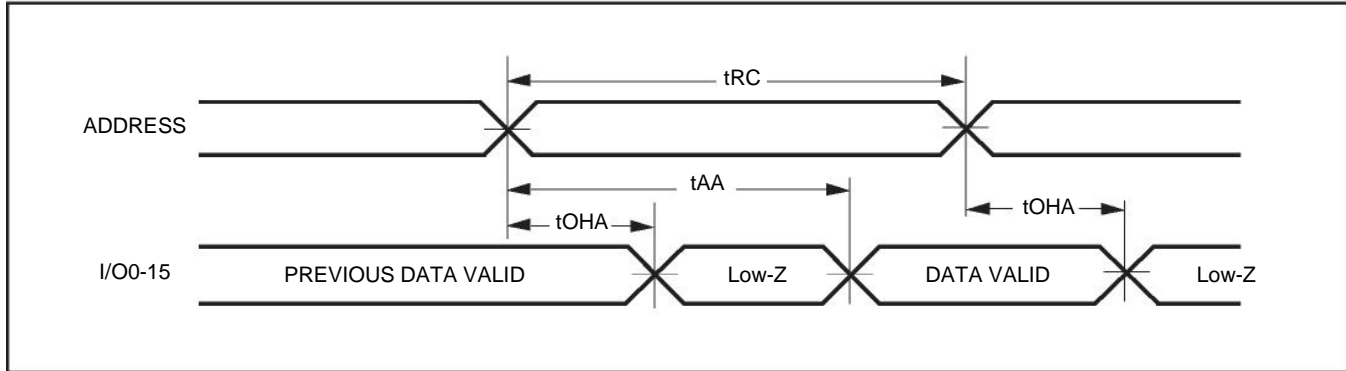 tRC
ADDRESS
tAA
tOHA
tOHA
I/O0-15
PREVIOUS DATA VALID
Low-Z
DATA VALID
Low-Z